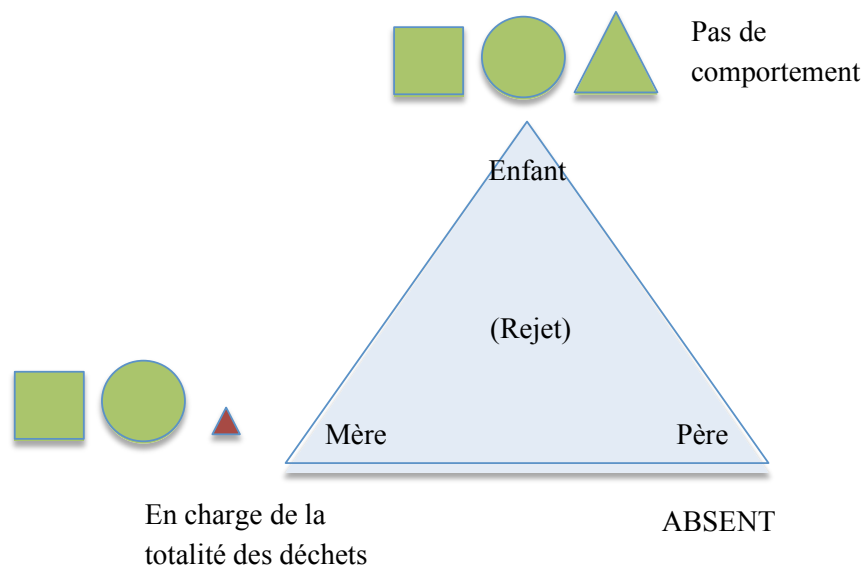 Pas de
comportement
Enfant
(Rejet)
Mère
Père
En charge de la
totalité des déchets
ABSENT